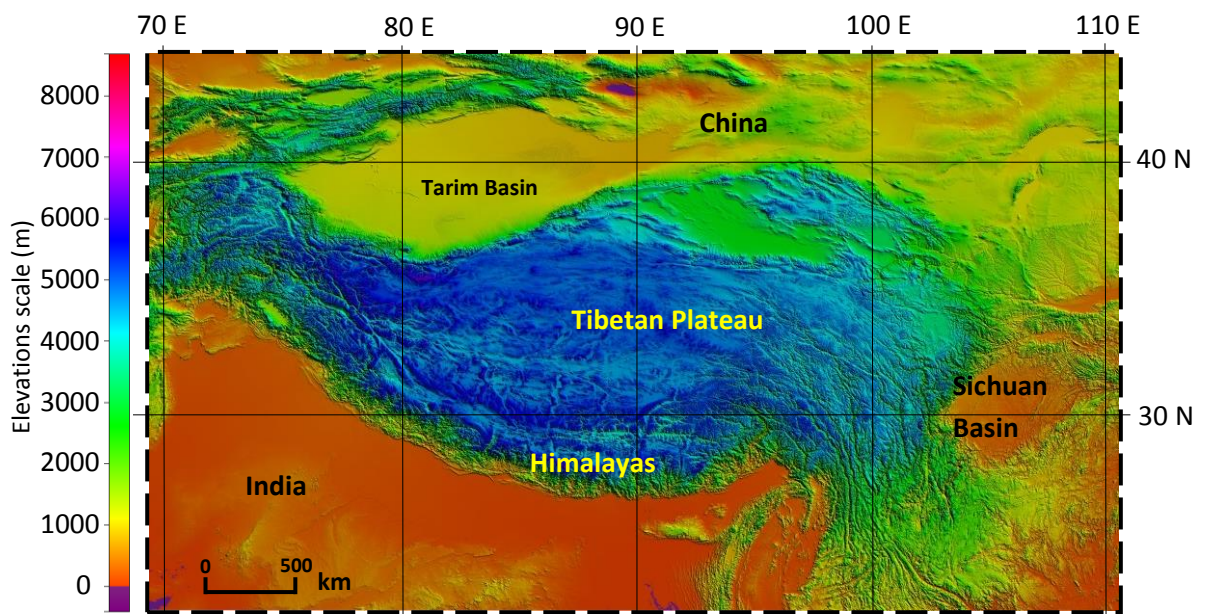 70 E 80 E 90 E 100 E 110 E
8000
7000
6000
5000
4000
3000
2000
1000
0
Elevations scale (m)
China
40 N
Tarim Basin
Tibetan Plateau
Sichuan
Basin
30 N
Himalayas
India
0 500 km